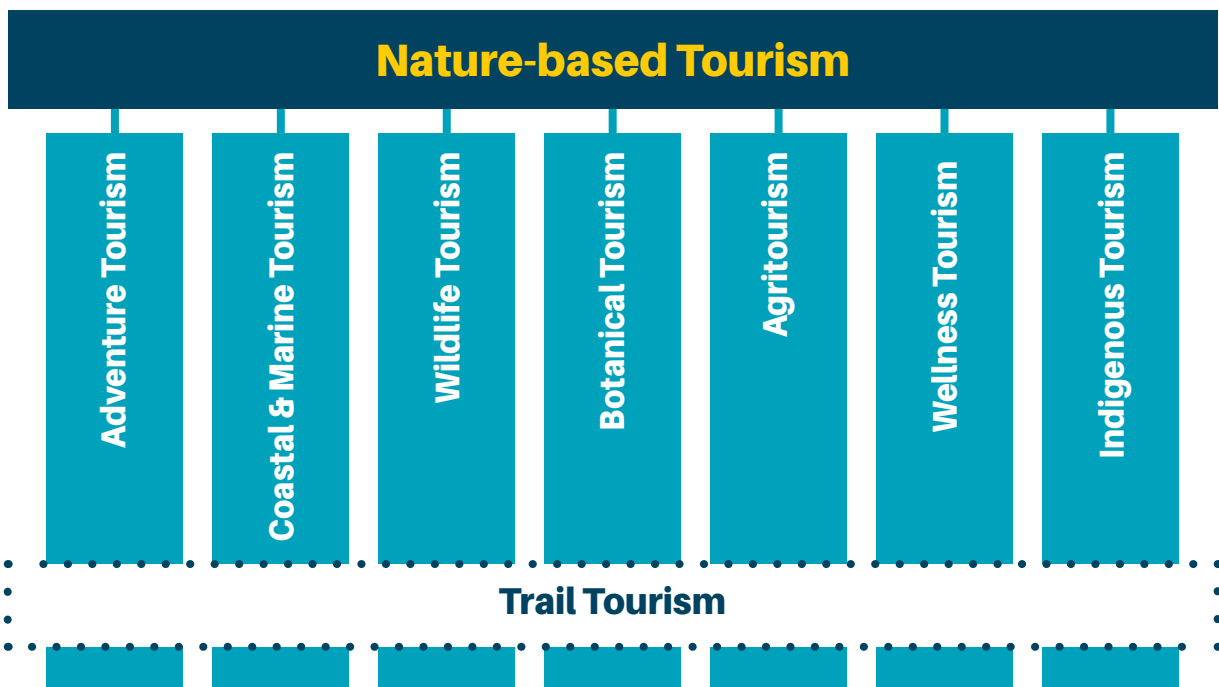 Nature-based Tourism
Adventure Tourism
Coastal & Marine Tourism
Wildlife Tourism
Botanical Tourism
Agritourism
Wellness Tourism
Indigenous Tourism
Trail Tourism